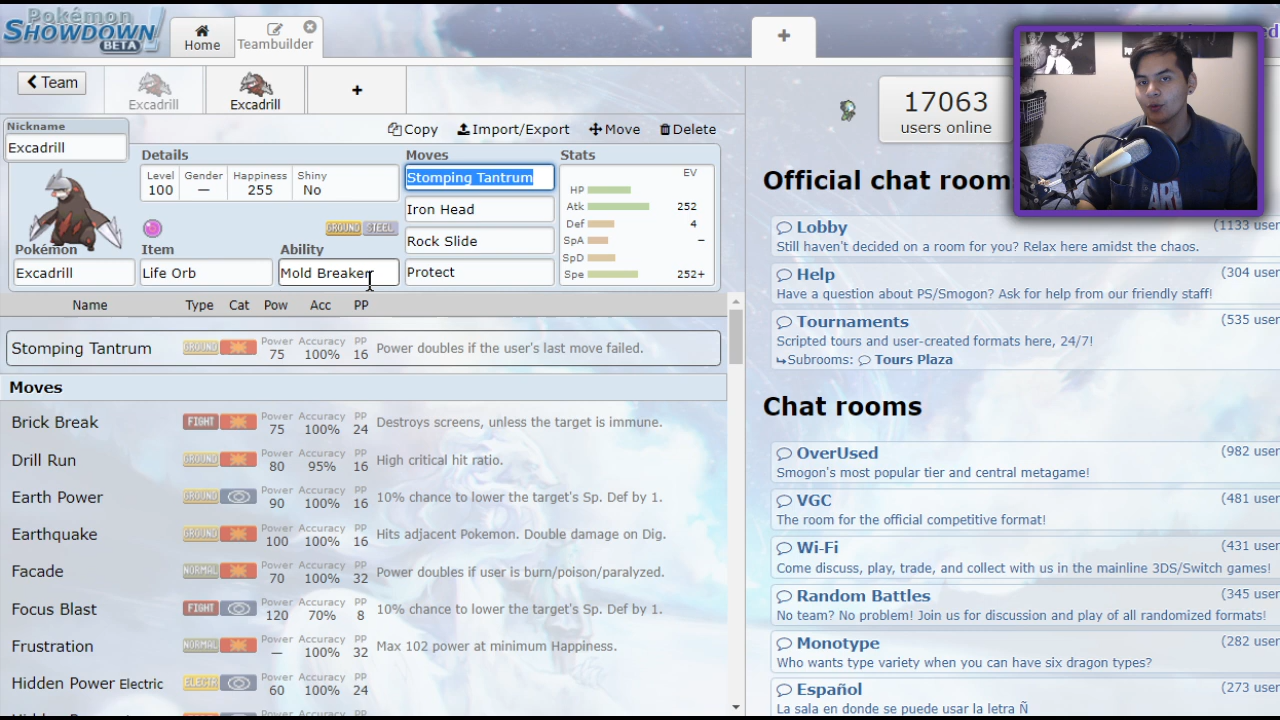 Pokémon
SHOWDOWN!
BETA
Home
Teambuilder
+
Team
Excadrill
Excadrill
+
Nickname
Excadrill
Copy
Import/Export
Move
Delete
Details
Level
100
Gender
—
Happiness
255
Shiny
No
GROUND STEEL
Pokémon
Excadrill
Item
Life Orb
Ability
Mold Breaker
Moves
Stomping Tantrum
Iron Head
Rock Slide
Protect
Stats
EV
HP
Atk 252
Def 4
SpA –
SpD
Spe 252+
Name Type Cat Pow Acc PP
Stomping Tantrum GROUND Power 75 Accuracy 100% PP 16 Power doubles if the user's last move failed.
Moves
Brick Break FIGHT Power 75 Accuracy 100% PP 24 Destroys screens, unless the target is immune.
Drill Run GROUND Power 80 Accuracy 95% PP 16 High critical hit ratio.
Earth Power GROUND Power 90 Accuracy 100% PP 16 10% chance to lower the target's Sp. Def by 1.
Earthquake GROUND Power 100 Accuracy 100% PP 16 Hits adjacent Pokemon. Double damage on Dig.
Facade NORMAL Power 70 Accuracy 100% PP 32 Power doubles if user is burn/poison/paralyzed.
Focus Blast FIGHT Power 120 Accuracy 70% PP 8 10% chance to lower the target's Sp. Def by 1.
Frustration NORMAL Power — Accuracy 100% PP 32 Max 102 power at minimum Happiness.
Hidden Power Electric ELECTR Power 60 Accuracy 100% PP 24
17063
users online
Official chat rooms
Lobby (1133 user
Still haven't decided on a room for you? Relax here amidst the chaos.
Help (304 user
Have a question about PS/Smogon? Ask for help from our friendly staff!
Tournaments (535 user
Scripted tours and user-created formats here, 24/7!
↳Subrooms: Tours Plaza
Chat rooms
OverUsed (982 user
Smogon's most popular tier and central metagame!
VGC (481 user
The room for the official competitive format!
Wi-Fi (431 user
Come discuss, play, trade, and collect with us in the mainline 3DS/Switch games!
Random Battles (345 user
No team? No problem! Join us for discussion and play of all randomized formats!
Monotype (282 user
Who wants type variety when you can have six dragon types?
Español (273 user
La sala en donde se puede usar la letra Ñ